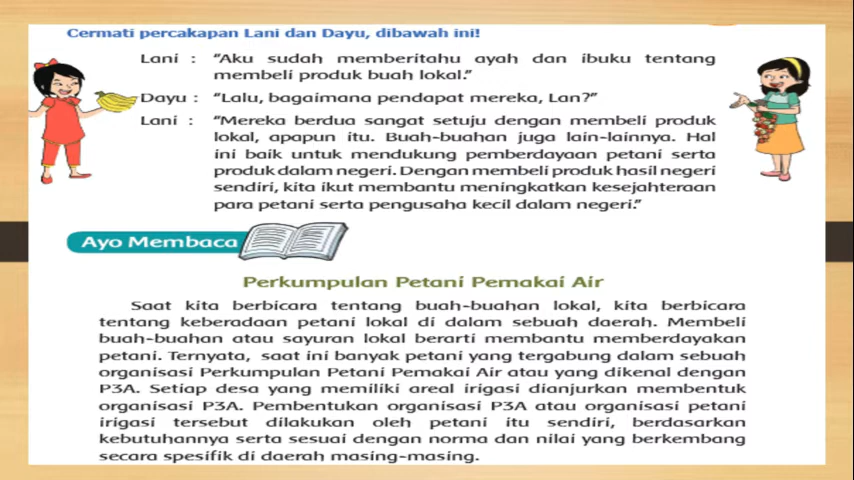 Cermati percakapan Lani dan Dayu, dibawah ini!
Lani : “Aku sudah memberitahu ayah dan ibuku tentang
membeli produk buah lokal.”
Dayu : “Lalu, bagaimana pendapat mereka, Lan?”
Lani : “Mereka berdua sangat setuju dengan membeli produk
lokal, apapun itu. Buah-buahan juga lain-lainnya. Hal
ini baik untuk mendukung pemberdayaan petani serta
produk dalam negeri. Dengan membeli produk hasil negeri
sendiri, kita ikut membantu meningkatkan kesejahteraan
para petani serta pengusaha kecil dalam negeri.”
Ayo Membaca
Perkumpulan Petani Pemakai Air
Saat kita berbicara tentang buah-buahan lokal, kita berbicara
tentang keberadaan petani lokal di dalam sebuah daerah. Membeli
buah-buahan atau sayuran lokal berarti membantu memberdayakan
petani. Ternyata, saat ini banyak petani yang tergabung dalam sebuah
organisasi Perkumpulan Petani Pemakai Air atau yang dikenal dengan
P3A. Setiap desa yang memiliki areal irigasi dianjurkan membentuk
organisasi P3A. Pembentukan organisasi P3A atau organisasi petani
irigasi tersebut dilakukan oleh petani itu sendiri, berdasarkan
kebutuhannya serta sesuai dengan norma dan nilai yang berkembang
secara spesifik di daerah masing-masing.